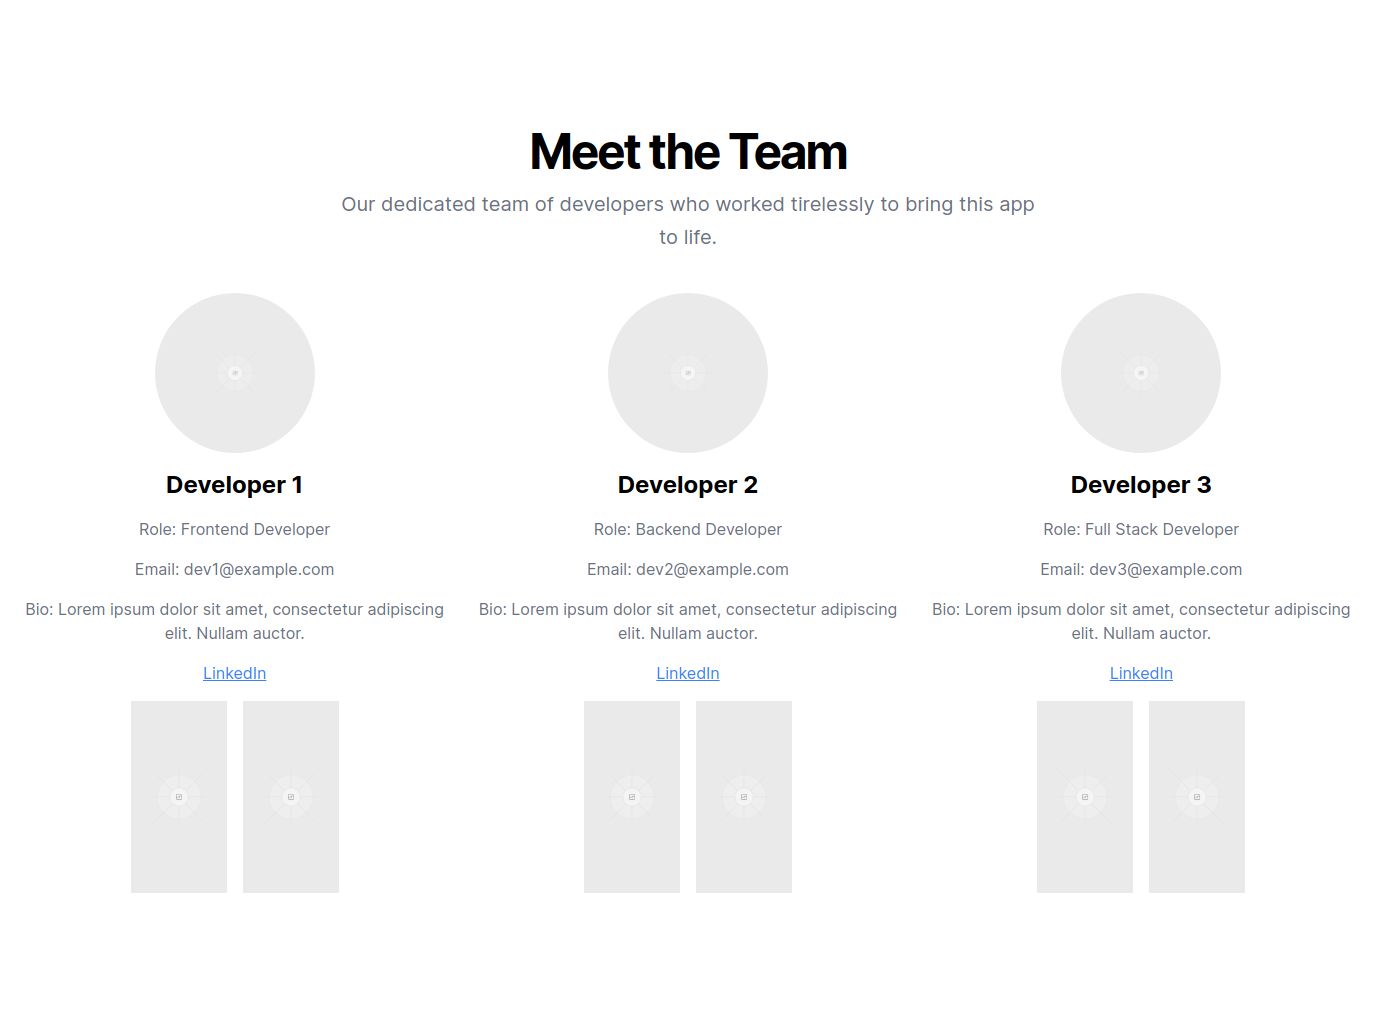 Meet the Team
Our dedicated team of developers who worked tirelessly to bring this app
to life.
Developer 1
Role: Frontend Developer
Email: dev1@example.com
Bio: Lorem ipsum dolor sit amet, consectetur adipiscing
elit. Nullam auctor.
LinkedIn
Developer 2
Role: Backend Developer
Email: dev2@example.com
Bio: Lorem ipsum dolor sit amet, consectetur adipiscing
elit. Nullam auctor.
LinkedIn
Developer 3
Role: Full Stack Developer
Email: dev3@example.com
Bio: Lorem ipsum dolor sit amet, consectetur adipiscing
elit. Nullam auctor.
LinkedIn